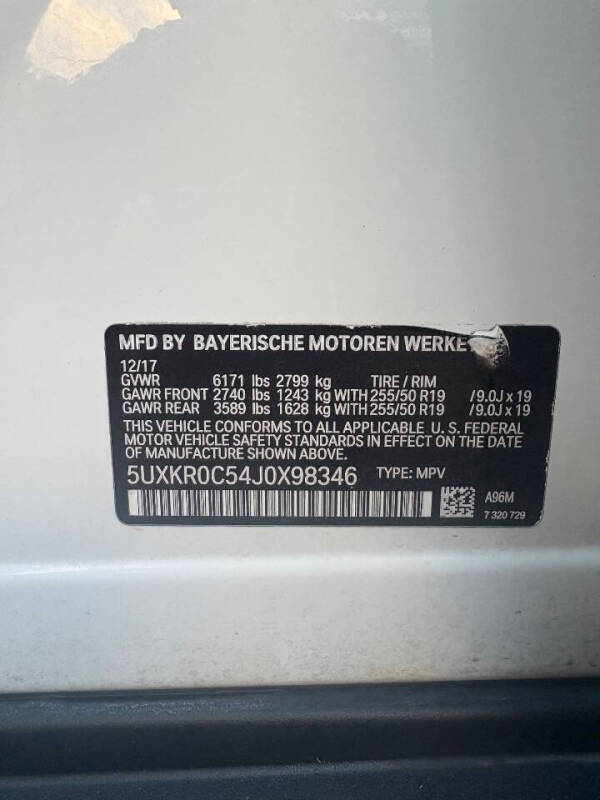 MFD BY BAYERISCHE MOTOREN WERKE
12/17
GVWR 6171 lbs 2799 kg TIRE / RIM
GAWR FRONT 2740 lbs 1243 kg WITH 255/50 R19 / 9.0J x 19
GAWR REAR 3589 lbs 1628 kg WITH 255/50 R19 / 9.0J x 19
THIS VEHICLE CONFORMS TO ALL APPLICABLE U. S. FEDERAL
MOTOR VEHICLE SAFETY STANDARDS IN EFFECT ON THE DATE
OF MANUFACTURE SHOWN ABOVE.
5UXKR0C54J0X98346 TYPE: MPV
A96M
7 320 729